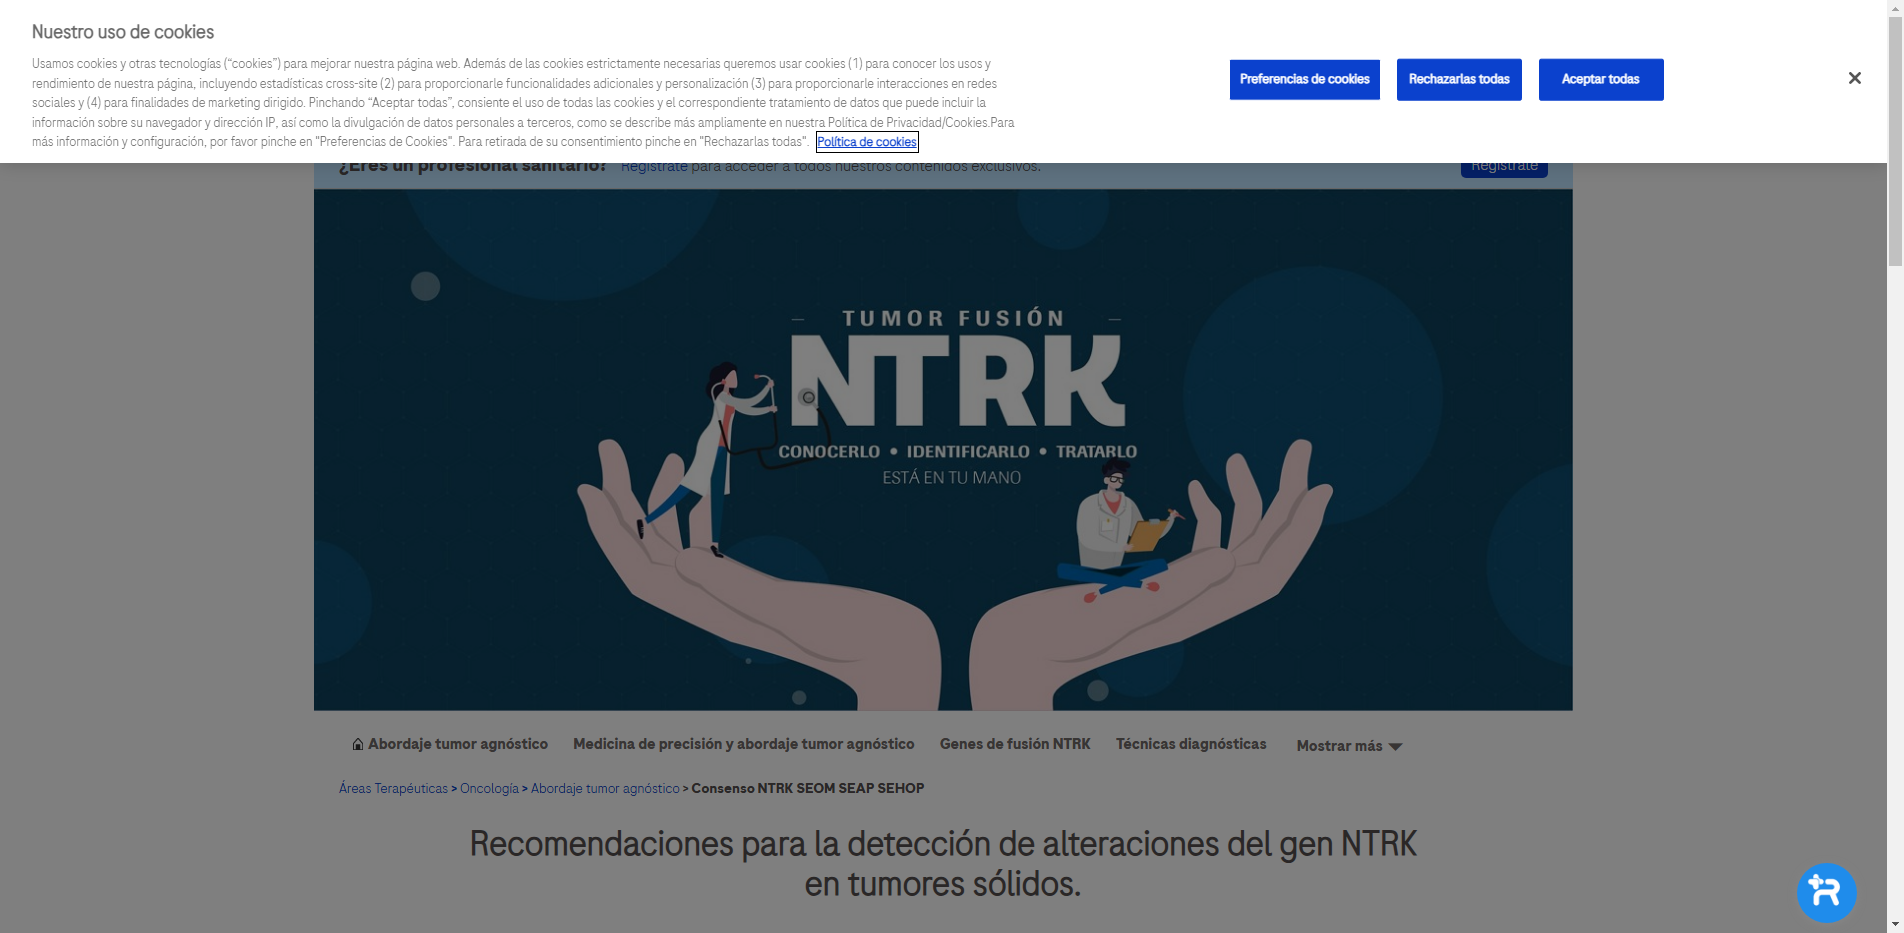 Nuestro uso de cookies
Usamos cookies y otras tecnologías (“cookies”) para mejorar nuestra página web. Además de las cookies estrictamente necesarias queremos usar cookies (1) para conocer los usos y
rendimiento de nuestra página, incluyendo estadísticas cross-site (2) para proporcionarle funcionalidades adicionales y personalización (3) para proporcionarle interacciones en redes
sociales y (4) para finalidades de marketing dirigido. Pinchando “Aceptar todas”, consiente el uso de todas las cookies y el correspondiente tratamiento de datos que puede incluir la
información sobre su navegador y dirección IP, así como la divulgación de datos personales a terceros, como se describe más ampliamente en nuestra Política de Privacidad/Cookies.Para
más información y configuración, por favor pinche en "Preferencias de Cookies". Para retirada de su consentimiento pinche en "Rechazarlas todas". Política de cookies
Preferencias de cookies
Rechazarlas todas
Aceptar todas
¿Eres un profesional sanitario? Regístrate para acceder a todos nuestros contenidos exclusivos.
Regístrate
TUMOR FUSIÓN
NTRK
CONOCERLO • IDENTIFICARLO • TRATARLO
ESTÁ EN TU MANO
Abordaje tumor agnóstico Medicina de precisión y abordaje tumor agnóstico Genes de fusión NTRK Técnicas diagnósticas Mostrar más
Áreas Terapéuticas > Oncología > Abordaje tumor agnóstico > Consenso NTRK SEOM SEAP SEHOP
Recomendaciones para la detección de alteraciones del gen NTRK
en tumores sólidos.